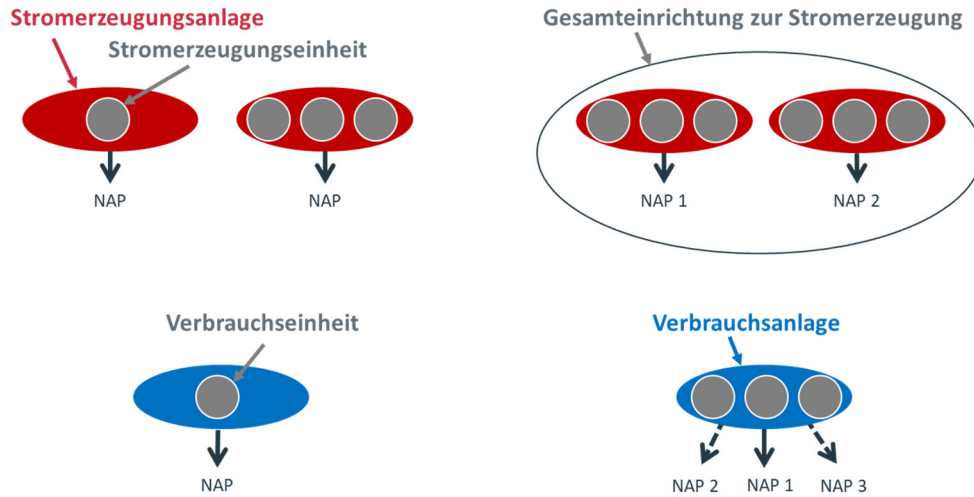 Stromerzeugungsanlage
Stromerzeugungseinheit
NAP
NAP
Gesamteinrichtung zur Stromerzeugung
NAP 1
NAP 2
Verbrauchseinheit
NAP
Verbrauchsanlage
NAP 2
NAP 1
NAP 3